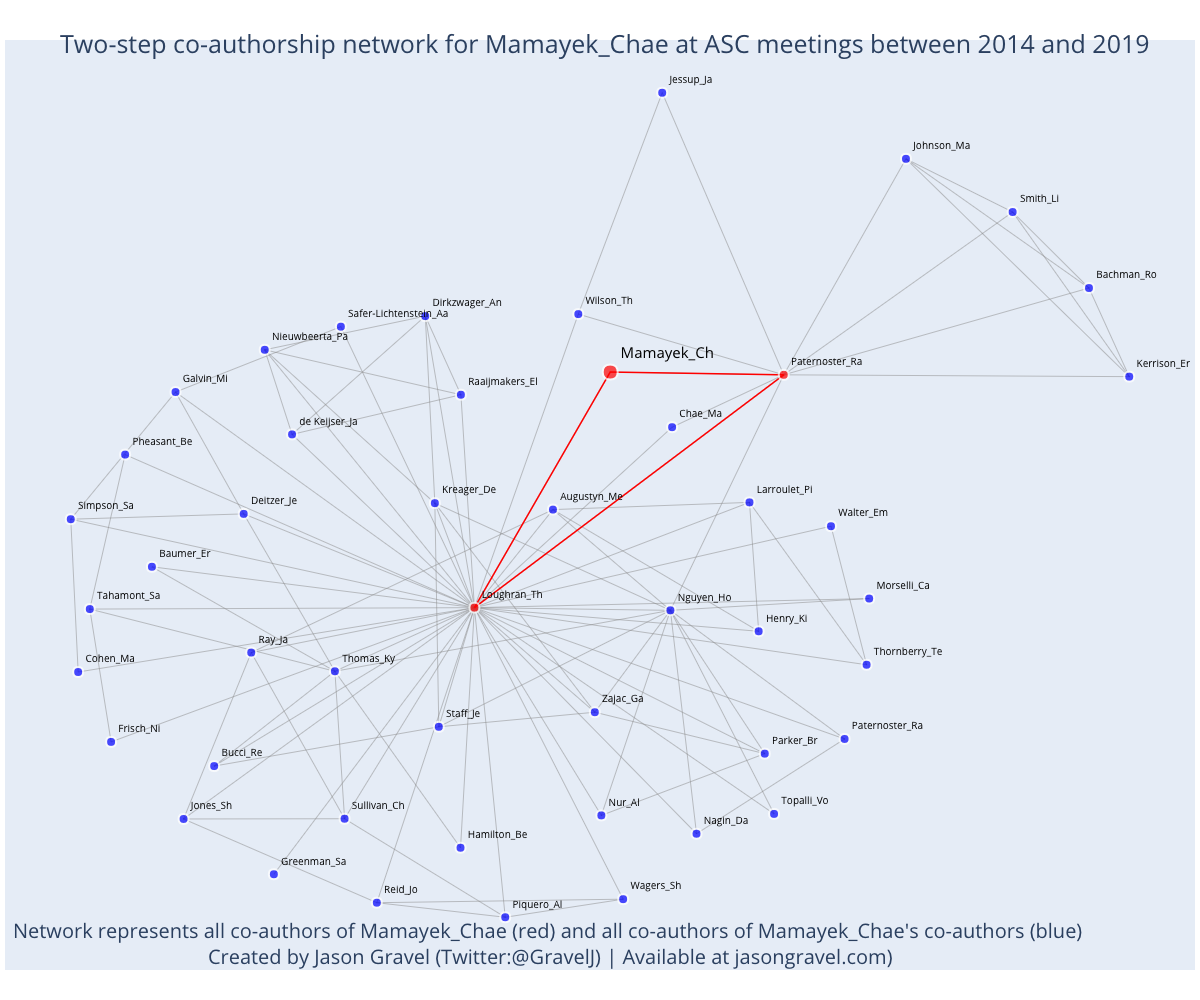 Two-step co-authorship network for Mamayek_Chae at ASC meetings between 2014 and 2019
Jessup_Ja
Johnson_Ma
Smith_Li
Bachman_Ro
Wilson_Th
Dirkzwager_An
Safer-Lichtenstein_Aa
Nieuwbeerta_Pa
Mamayek_Ch
Paternoster_Ra
Kerrison_Er
Galvin_Mi
Raaijmakers_El
Chae_Ma
de Keijser_Ja
Pheasant_Be
Kreager_De
Augustyn_Me
Larroulet_Pi
Simpson_Sa
Deitzer_Je
Walter_Em
Baumer_Er
Morselli_Ca
Tahamont_Sa
Loughran_Th
Nguyen_Ho
Henry_Ki
Ray_Ja
Thornberry_Te
Cohen_Ma
Thomas_Ky
Zajac_Ga
Staff_Je
Frisch_Ni
Paternoster_Ra
Parker_Br
Bucci_Re
Jones_Sh
Sullivan_Ch
Nur_Al
Topalli_Vo
Nagin_Da
Hamilton_Be
Greenman_Sa
Reid_Jo
Wagers_Sh
Piquero_Al
Network represents all co-authors of Mamayek_Chae (red) and all co-authors of Mamayek_Chae's co-authors (blue)
Created by Jason Gravel (Twitter:@GravelJ) | Available at jasongravel.com)